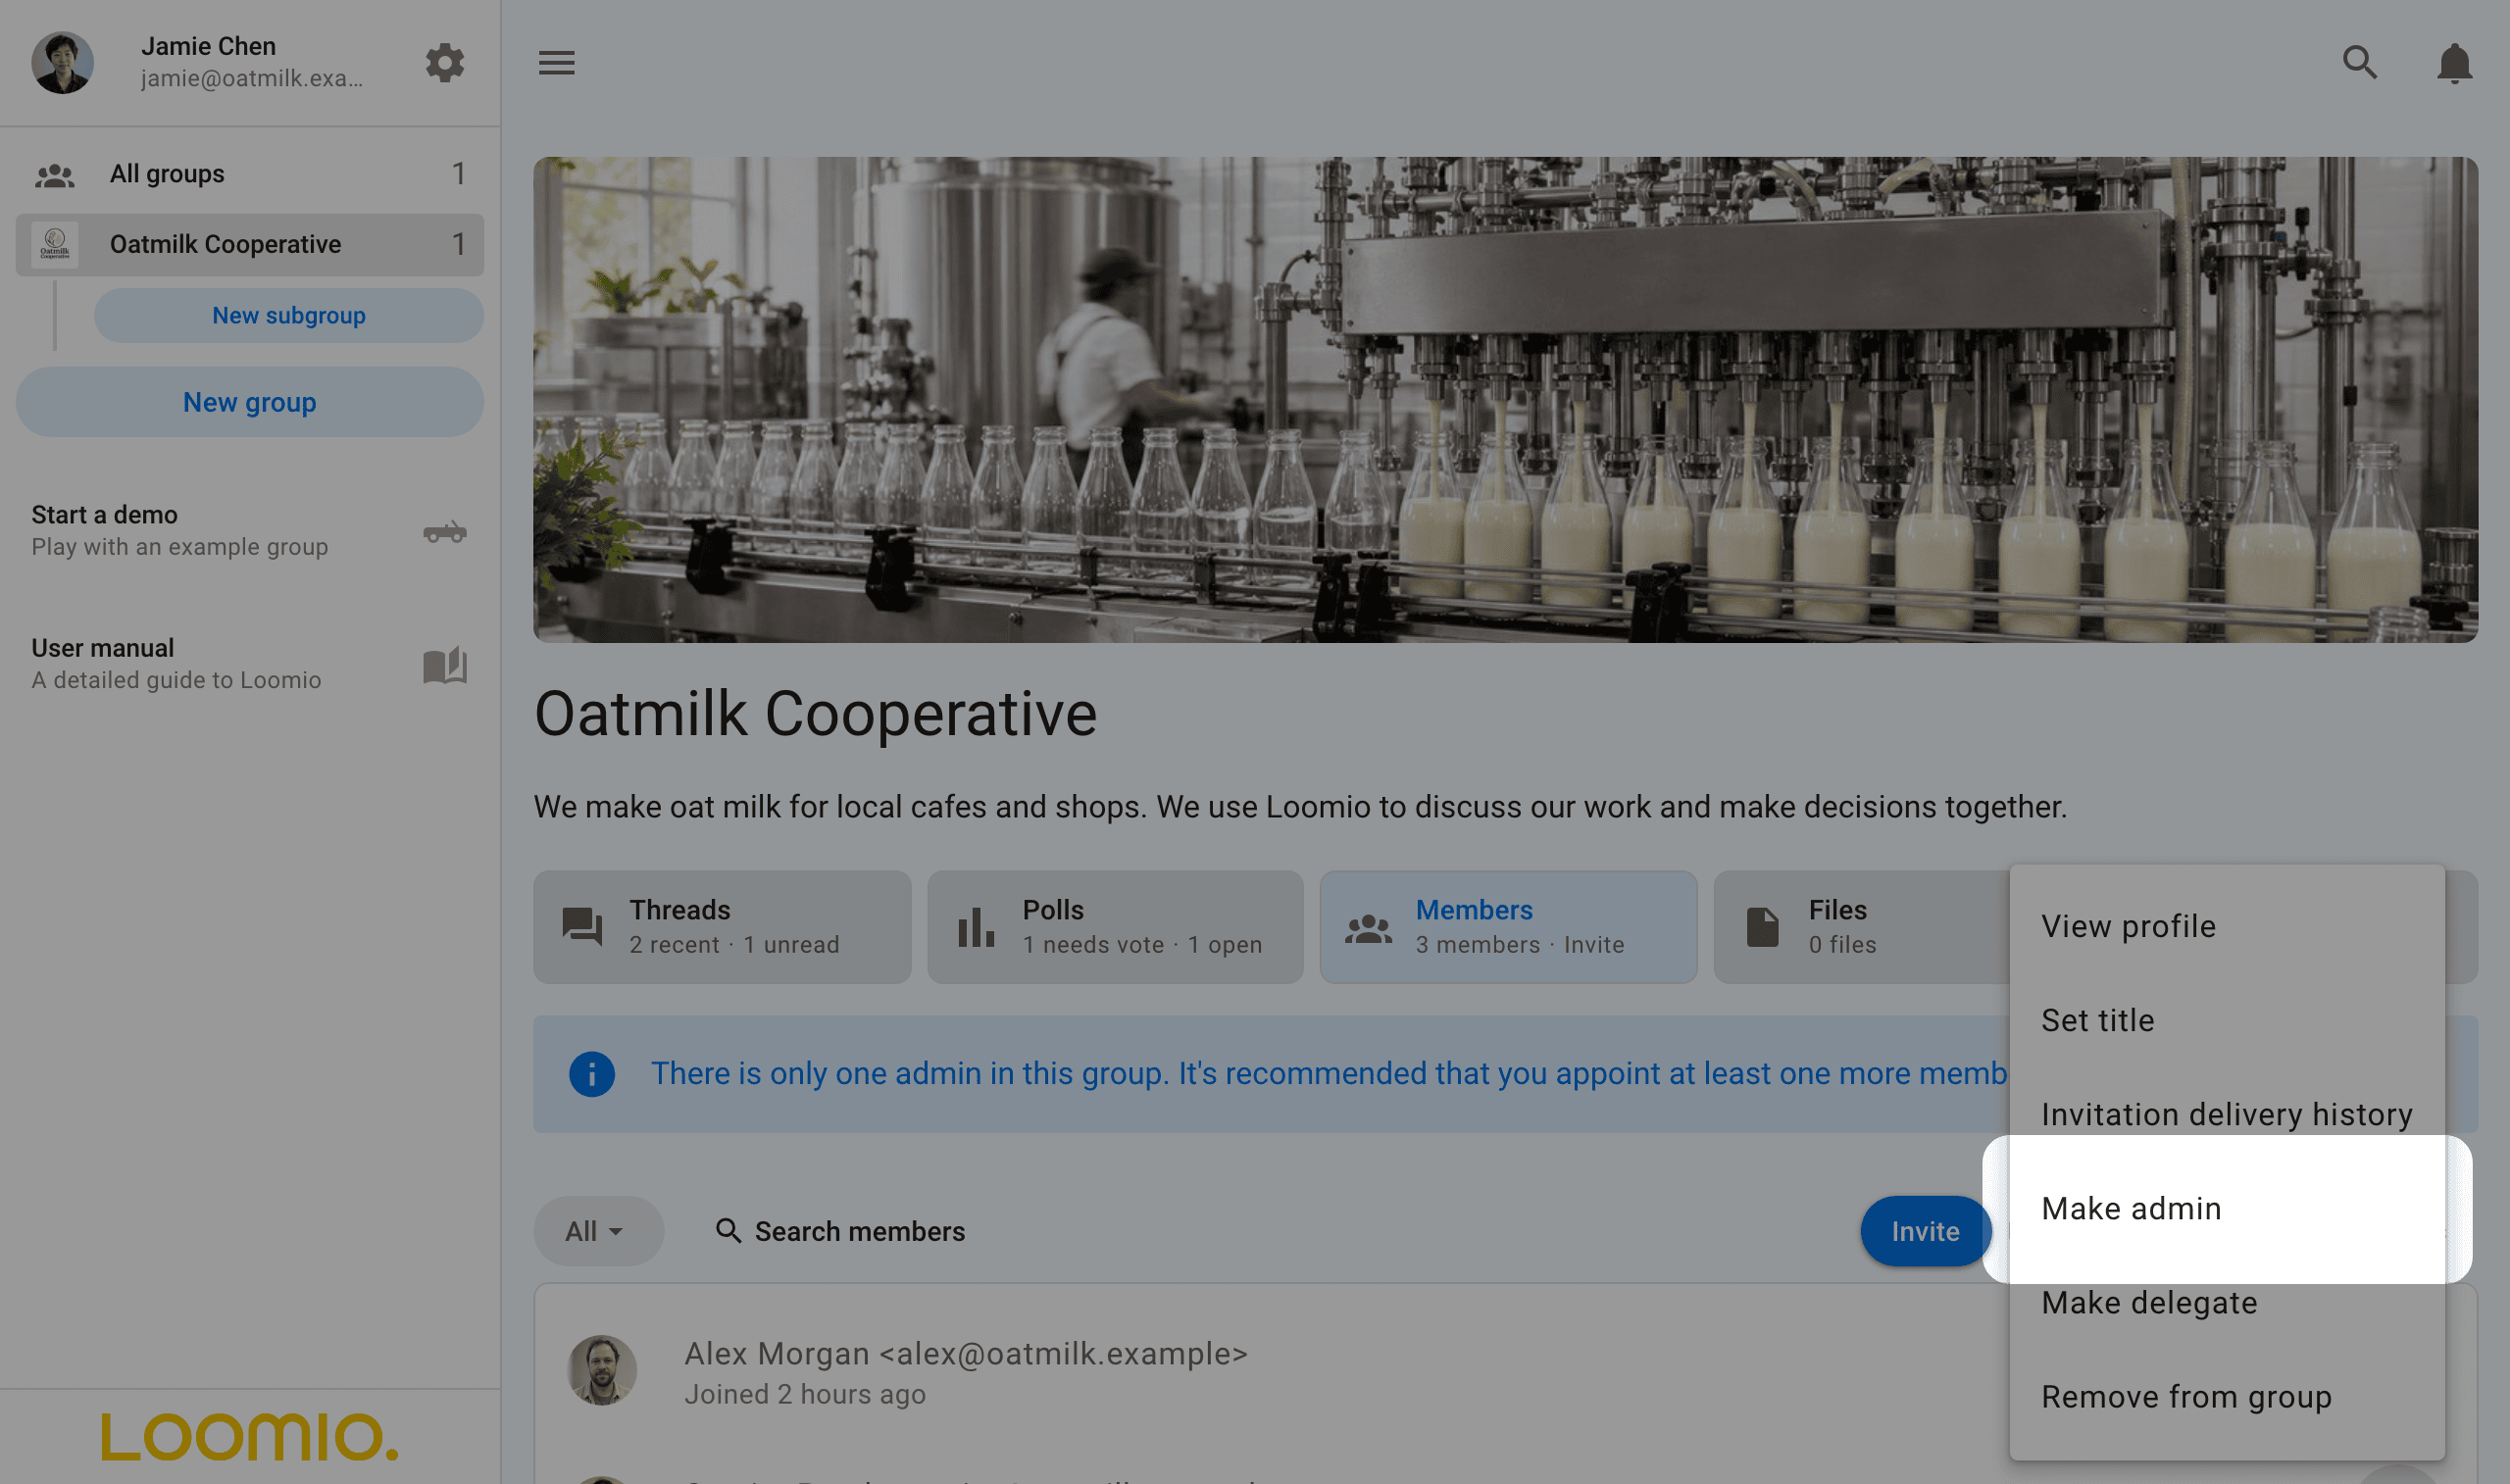 Jamie Chen
jamie@oatmilk.exa...
All groups 1
Oatmilk Cooperative 1
Oatmilk
Cooperative
New subgroup
New group
Start a demo
Play with an example group
User manual
A detailed guide to Loomio
LOOMIO.
Oatmilk Cooperative
We make oat milk for local cafes and shops. We use Loomio to discuss our work and make decisions together.
Threads
2 recent · 1 unread
Polls
1 needs vote · 1 open
Members
3 members · Invite
Files
0 files
There is only one admin in this group. It's recommended that you appoint at least one more memb
All
Search members
Invite
View profile
Set title
Invitation delivery history
Make admin
Make delegate
Remove from group
Alex Morgan <alex@oatmilk.example>
Joined 2 hours ago